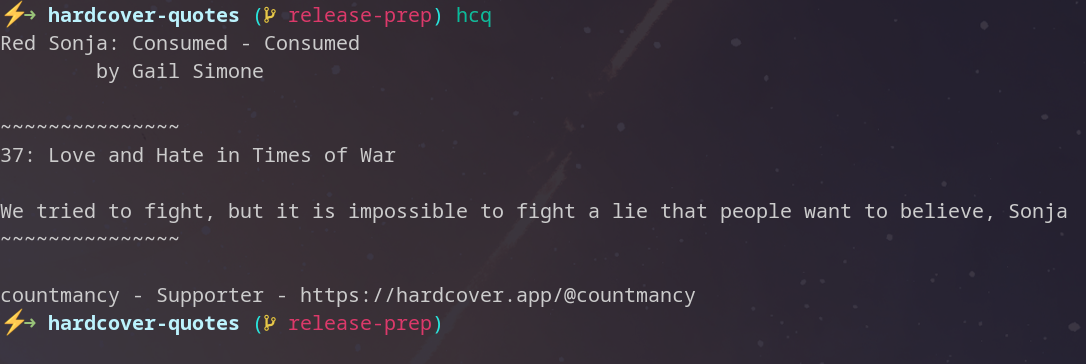 ⚡→ hardcover-quotes ( release-prep) hcq
Red Sonja: Consumed - Consumed
by Gail Simone
~~~~~~~~~~~~~~~
37: Love and Hate in Times of War
We tried to fight, but it is impossible to fight a lie that people want to believe, Sonja
~~~~~~~~~~~~~~~
countmancy - Supporter - https://hardcover.app/@countmancy
⚡→ hardcover-quotes ( release-prep)